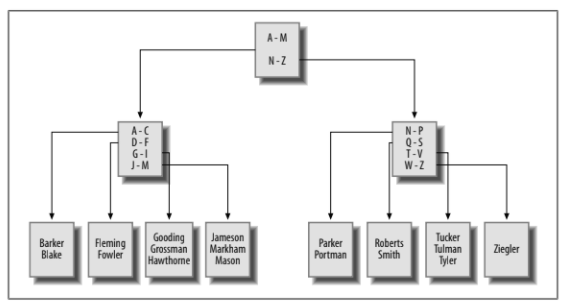 A - M
N - Z
A - C
D - F
G - I
J - M
N - P
Q - S
T - V
W - Z
Barker
Blake
Fleming
Fowler
Gooding
Grossman
Hawthorne
Jameson
Markham
Mason
Parker
Portman
Roberts
Smith
Tucker
Tulman
Tyler
Ziegler